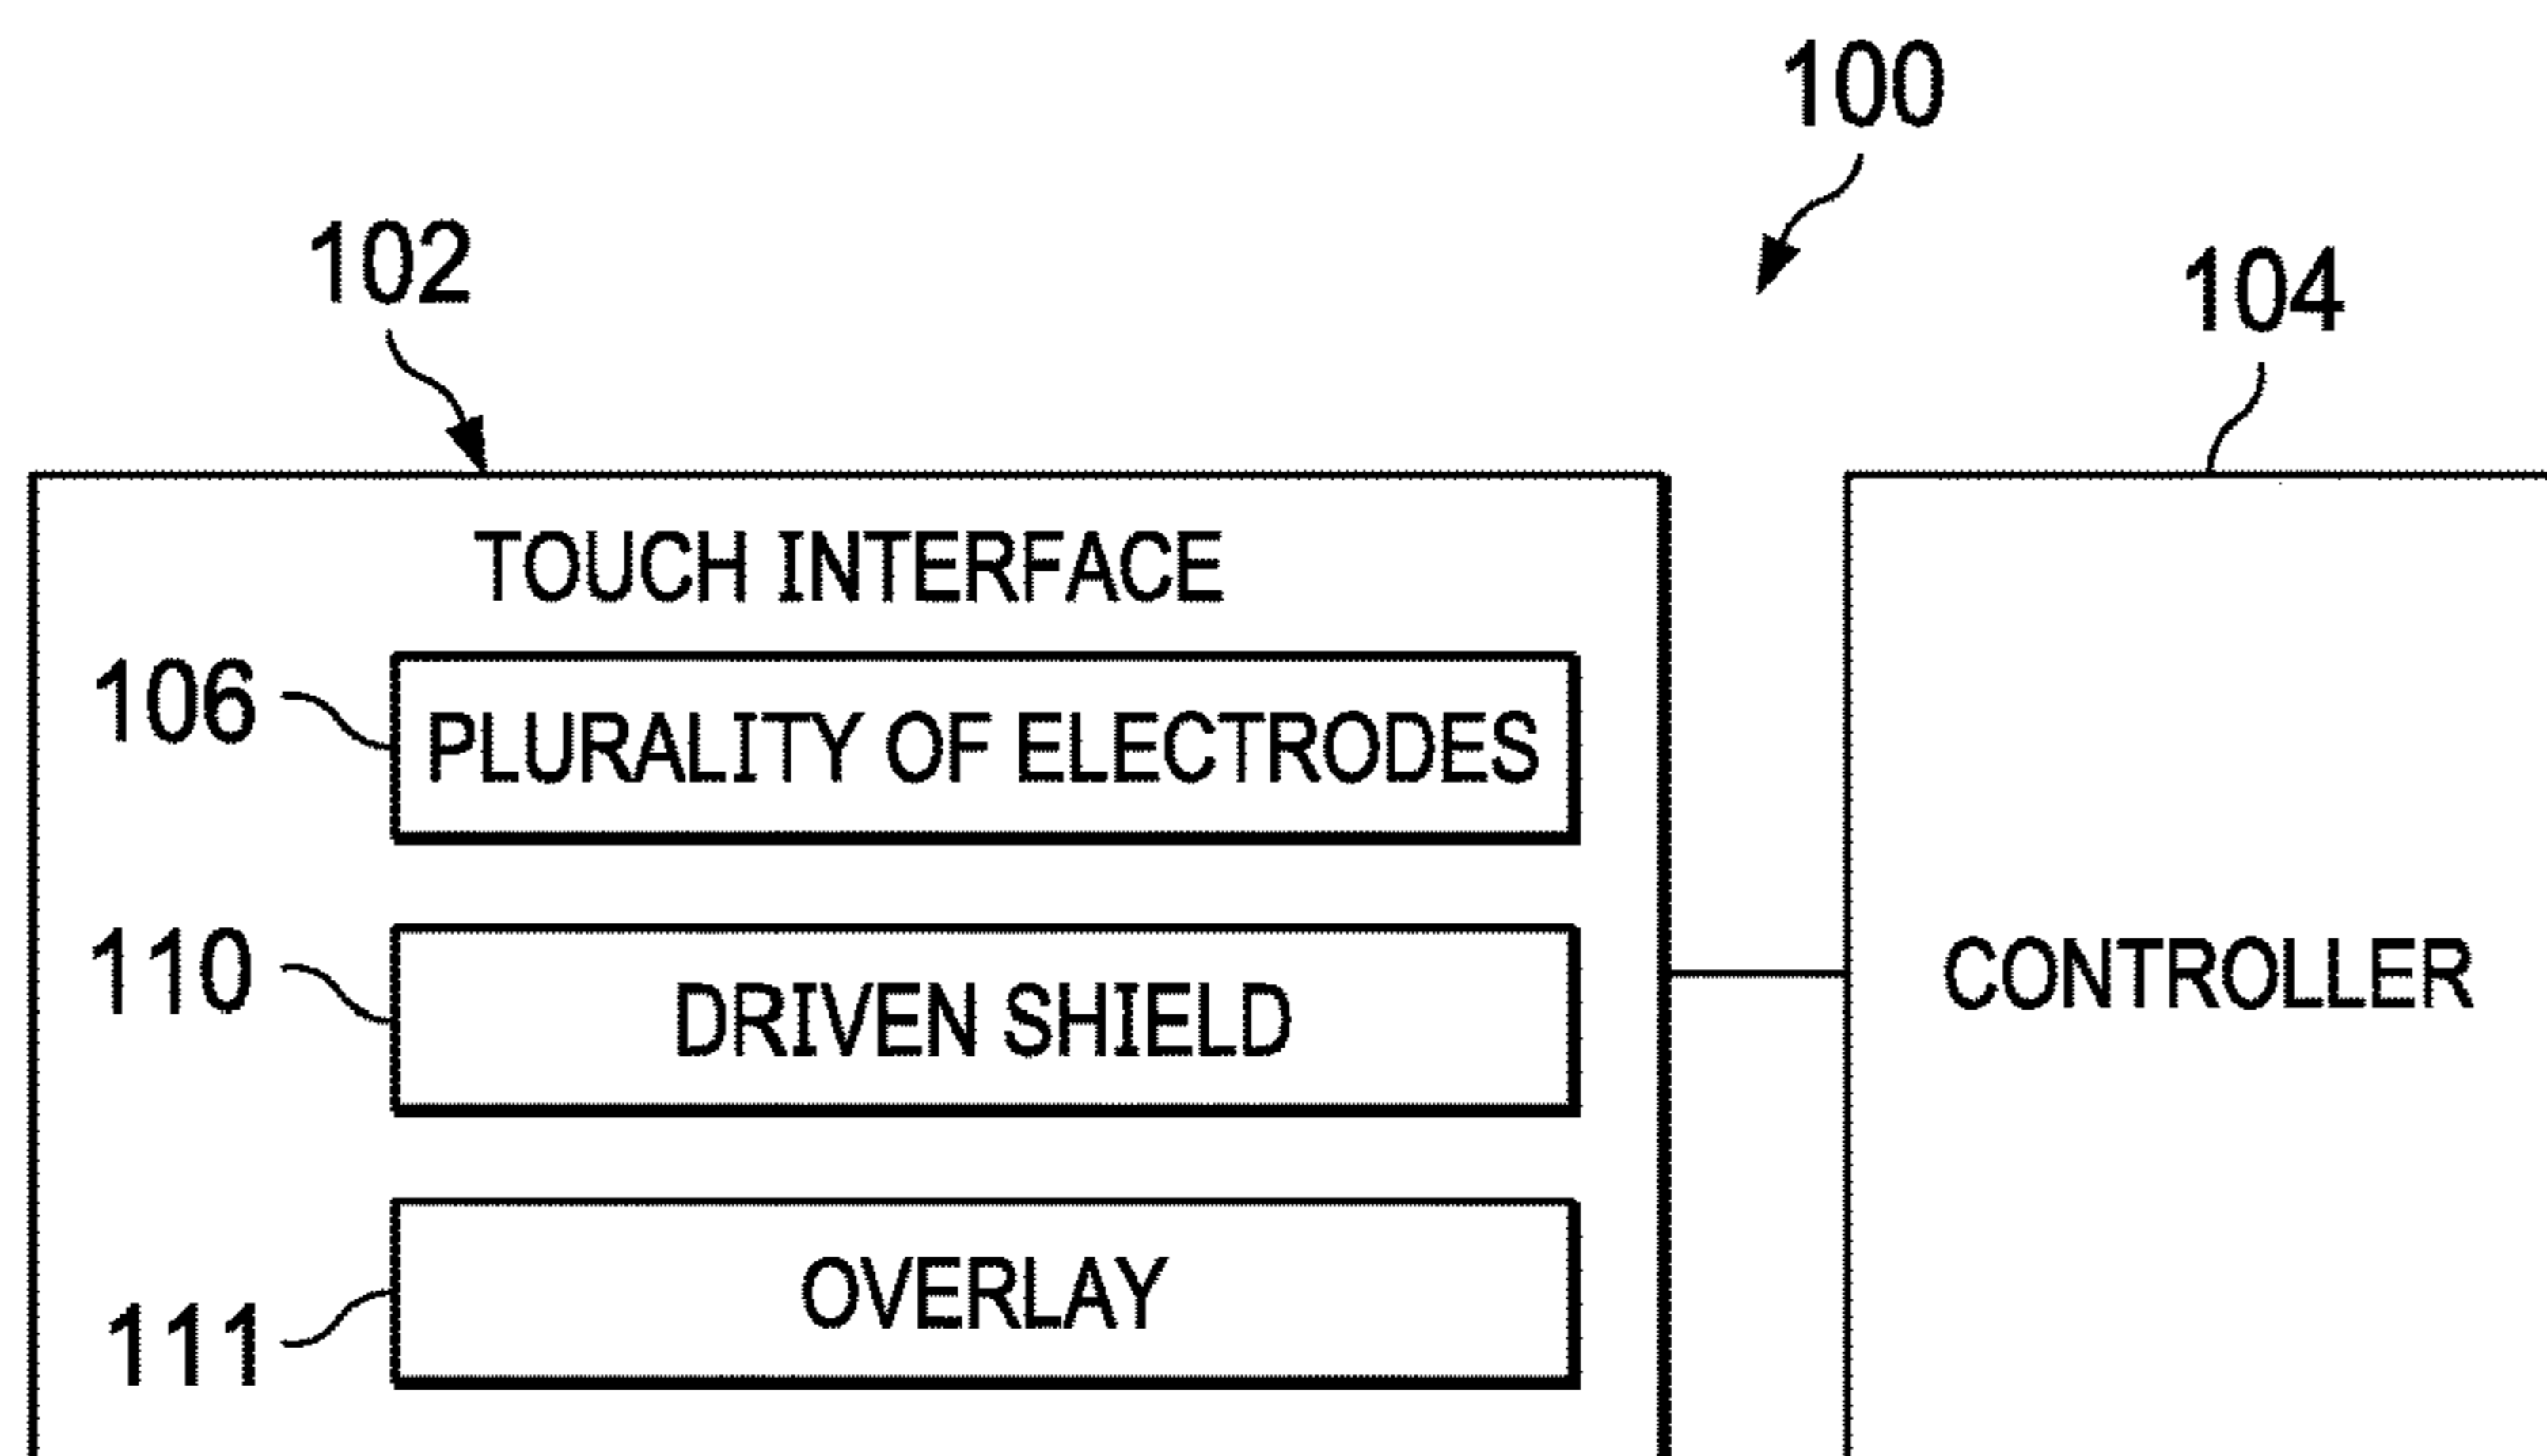 100
102
104
TOUCH INTERFACE
106
PLURALITY OF ELECTRODES
110
DRIVEN SHIELD
CONTROLLER
111
OVERLAY